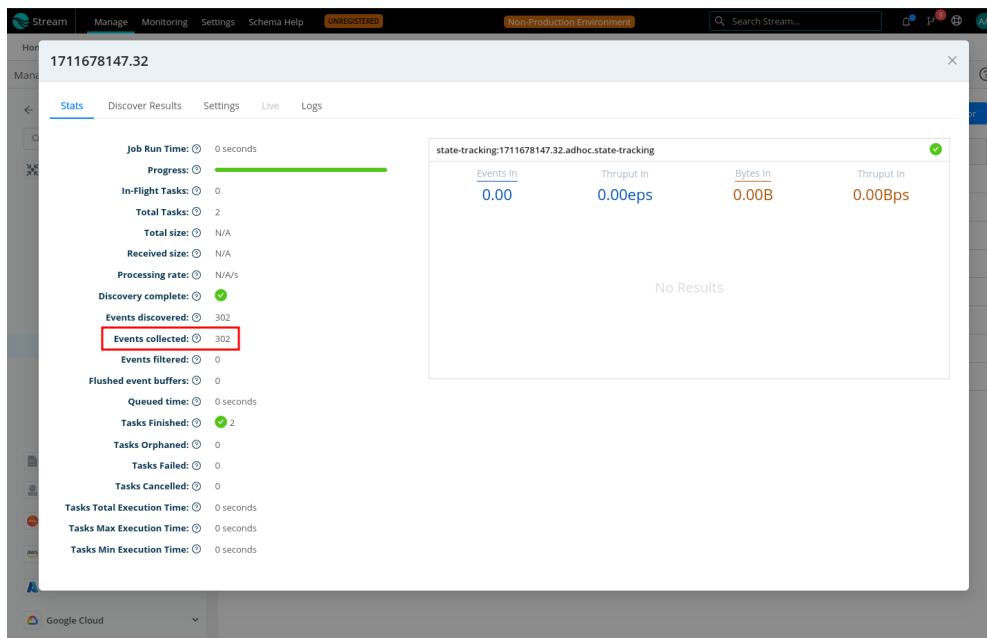 Stream Manage Monitoring Settings Schema Help UNREGISTERED Non-Production Environment Search Stream...
1711678147.32
Stats Discover Results Settings Live Logs
Job Run Time: 0 seconds
Progress:
In-Flight Tasks: 0
Total Tasks: 2
Total size: N/A
Received size: N/A
Processing rate: N/A/s
Discovery complete:
Events discovered: 302
Events collected: 302
Events filtered: 0
Flushed event buffers: 0
Queued time: 0 seconds
Tasks Finished: 2
Tasks Orphaned: 0
Tasks Failed: 0
Tasks Cancelled: 0
Tasks Total Execution Time: 0 seconds
Tasks Max Execution Time: 0 seconds
Tasks Min Execution Time: 0 seconds
state-tracking:1711678147.32.adhoc.state-tracking
Events In Thruput In Bytes In Thruput In
0.00 0.00eps 0.00B 0.00Bps
No Results
Google Cloud